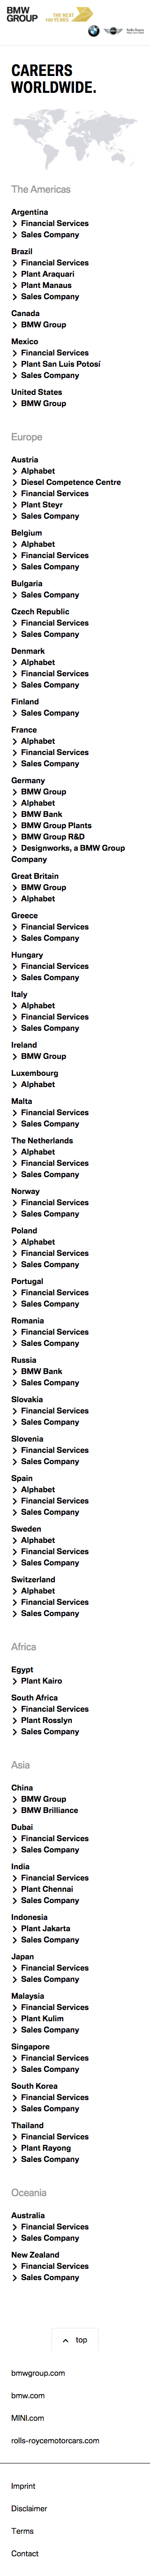 BMW
GROUP
THE NEXT
100 YEARS
CAREERS
WORLDWIDE.
The Americas
Argentina
Financial Services
Sales Company
Brazil
Financial Services
Plant Araquari
Plant Manaus
Sales Company
Canada
BMW Group
Mexico
Financial Services
Plant San Luis Potosí
Sales Company
United States
BMW Group
Europe
Austria
Alphabet
Diesel Competence Centre
Financial Services
Plant Steyr
Sales Company
Belgium
Alphabet
Financial Services
Sales Company
Bulgaria
Sales Company
Czech Republic
Financial Services
Sales Company
Denmark
Alphabet
Financial Services
Sales Company
Finland
Sales Company
France
Alphabet
Financial Services
Sales Company
Germany
BMW Group
Alphabet
BMW Bank
BMW Group Plants
BMW Group R&D
Designworks, a BMW Group
Company
Great Britain
BMW Group
Alphabet
Greece
Financial Services
Sales Company
Hungary
Financial Services
Sales Company
Italy
Alphabet
Financial Services
Sales Company
Ireland
BMW Group
Luxembourg
Alphabet
Malta
Financial Services
Sales Company
The Netherlands
Alphabet
Financial Services
Sales Company
Norway
Financial Services
Sales Company
Poland
Alphabet
Financial Services
Sales Company
Portugal
Financial Services
Sales Company
Romania
Financial Services
Sales Company
Russia
BMW Bank
Sales Company
Slovakia
Financial Services
Sales Company
Slovenia
Financial Services
Sales Company
Spain
Alphabet
Financial Services
Sales Company
Sweden
Alphabet
Financial Services
Sales Company
Switzerland
Alphabet
Financial Services
Sales Company
Africa
Egypt
Plant Kairo
South Africa
Financial Services
Plant Rosslyn
Sales Company
Asia
China
BMW Group
BMW Brilliance
Dubai
Financial Services
Sales Company
India
Financial Services
Plant Chennai
Sales Company
Indonesia
Plant Jakarta
Sales Company
Japan
Financial Services
Sales Company
Malaysia
Financial Services
Plant Kulim
Sales Company
Singapore
Financial Services
Sales Company
South Korea
Financial Services
Sales Company
Thailand
Financial Services
Plant Rayong
Sales Company
Oceania
Australia
Financial Services
Sales Company
New Zealand
Financial Services
Sales Company
top
bmwgroup.com
bmw.com
MINI.com
rolls-roycemotorcars.com
Imprint
Disclaimer
Terms
Contact